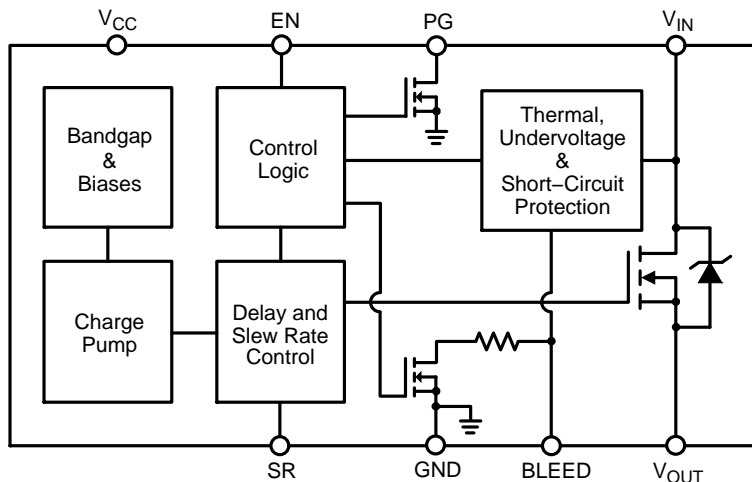 VCC
EN
PG
VIN
Bandgap
&
Biases
Control
Logic
Thermal,
Undervoltage
&
Short−Circuit
Protection
Charge
Pump
Delay and
Slew Rate
Control
SR
GND
BLEED
VOUT